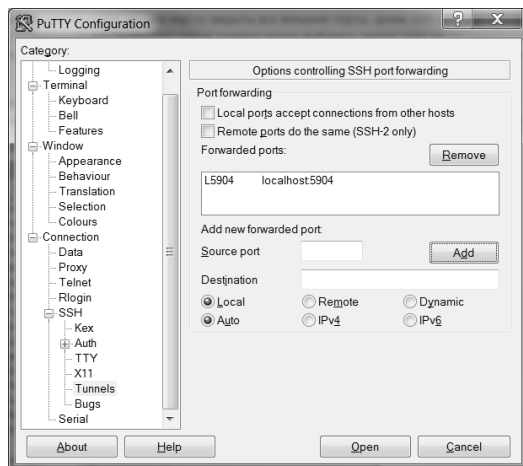 PuTTY Configuration
Category:
Logging
Terminal
Keyboard
Bell
Features
Window
Appearance
Behaviour
Translation
Selection
Colours
Connection
Data
Proxy
Telnet
Rlogin
SSH
Kex
Auth
TTY
X11
Tunnels
Bugs
Serial
Options controlling SSH port forwarding
Port forwarding
Local ports accept connections from other hosts
Remote ports do the same (SSH-2 only)
Forwarded ports:
Remove
L5904 localhost:5904
Add new forwarded port:
Source port
Add
Destination
Local Remote Dynamic
Auto IPv4 IPv6
About Help Open Cancel